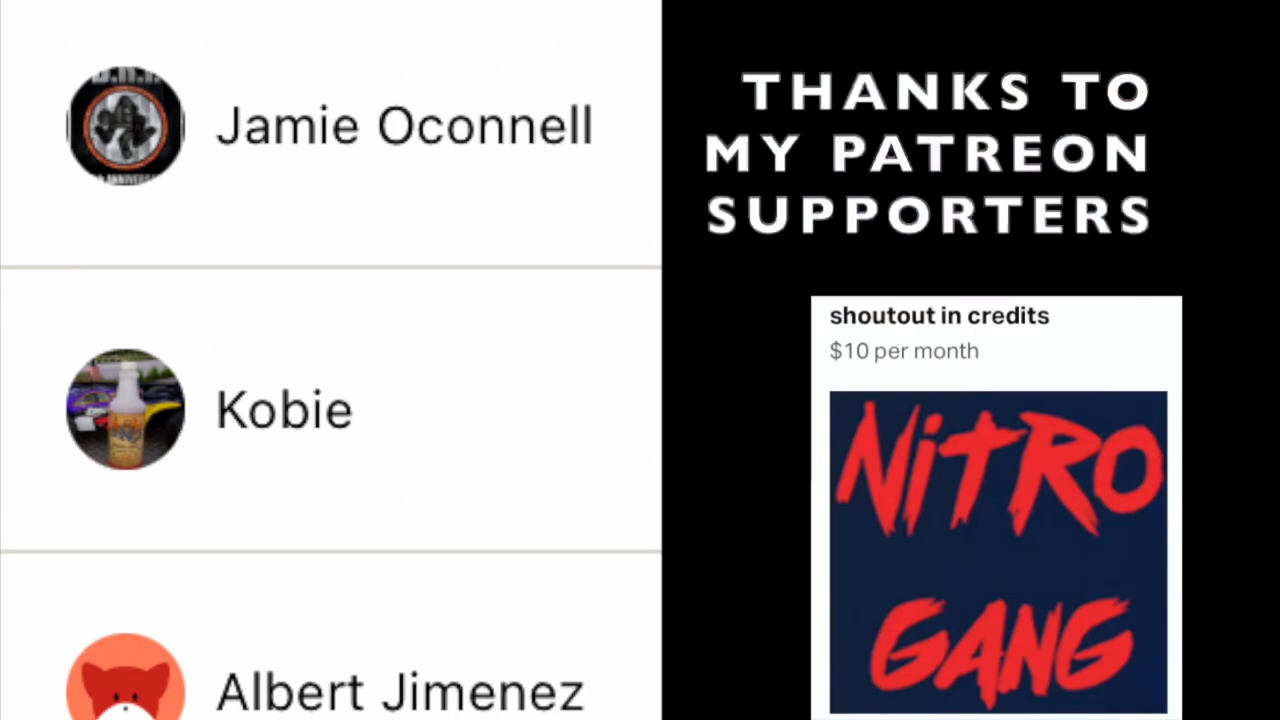 Jamie Oconnell
Kobie
Albert Jimenez
THANKS TO
MY PATREON
SUPPORTERS
shoutout in credits
$10 per month
NiTRO
GANG